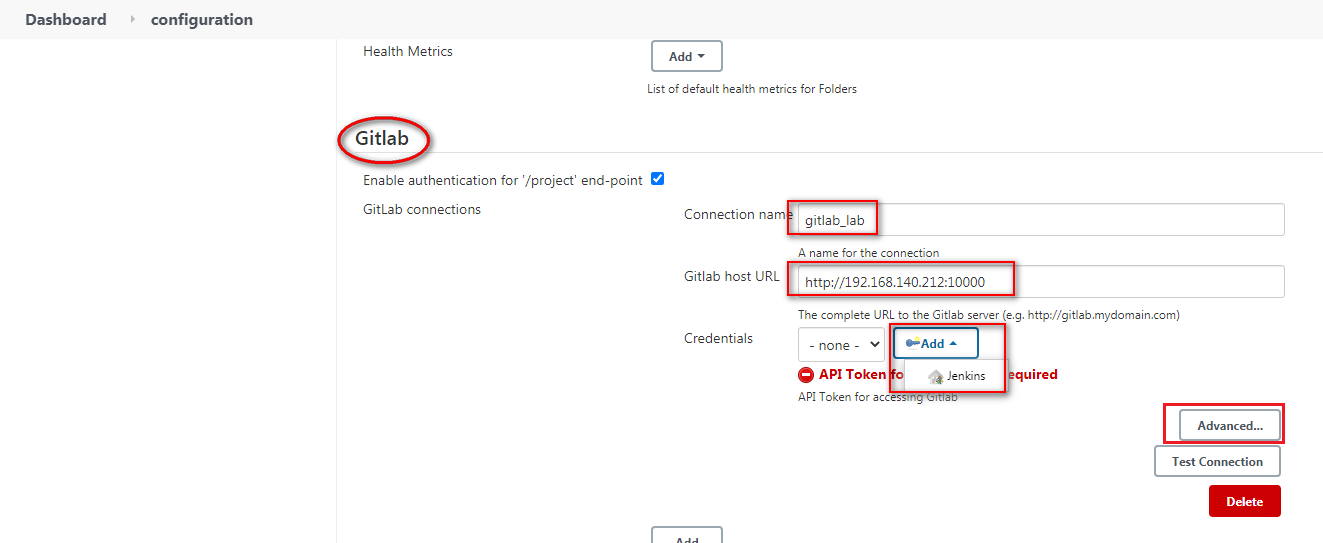 Dashboard configuration
Health Metrics Add
List of default health metrics for Folders
Gitlab
Enable authentication for '/project' end-point
GitLab connections
Connection name gitlab_lab
A name for the connection
Gitlab host URL http://192.168.140.212:10000
The complete URL to the Gitlab server (e.g. http://gitlab.mydomain.com)
Credentials - none - Add
Jenkins
API Token required
API Token for accessing Gitlab
Advanced...
Test Connection
Delete
Add